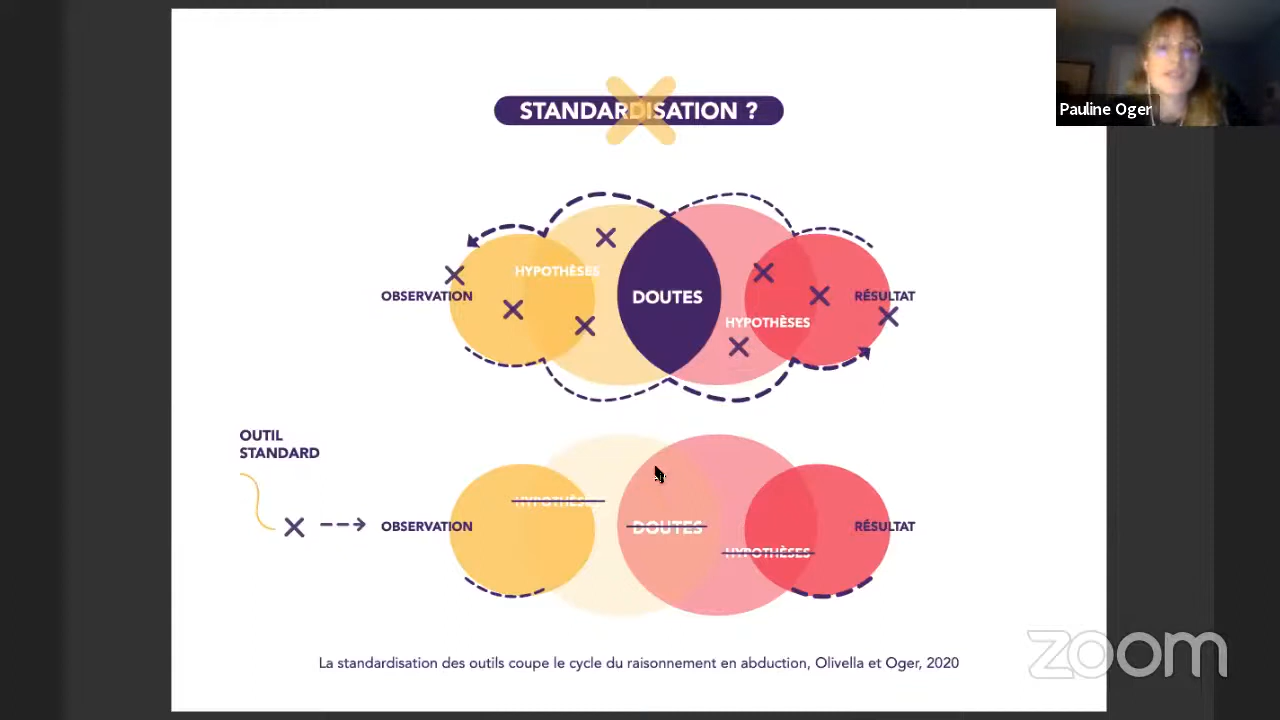 STANDARDISATION ?
Pauline Oger
HYPOTHÈSES
OBSERVATION
DOUTES
RÉSULTAT
HYPOTHÈSES
OUTIL
STANDARD
HYPOTHÈSES
OBSERVATION
DOUTES
RÉSULTAT
HYPOTHÈSES
La standardisation des outils coupe le cycle du raisonnement en abduction, Olivella et Oger, 2020
zoom